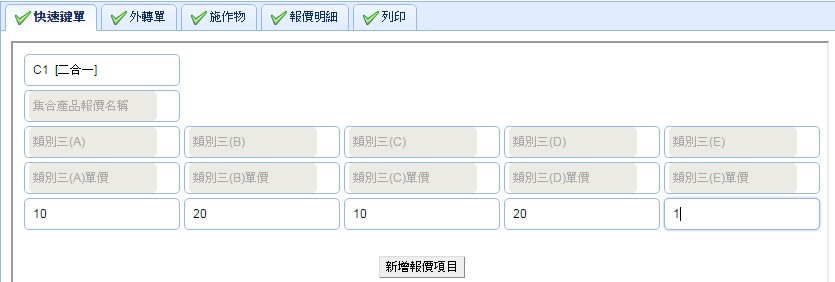 快速鍵單 外轉單 施作物 報價明細 列印
C1 [二合一]
集合產品報價名稱
類別三(A) 類別三(B) 類別三(C) 類別三(D) 類別三(E)
類別三(A)單價 類別三(B)單價 類別三(C)單價 類別三(D)單價 類別三(E)單價
10 20 10 20 1
新增報價項目